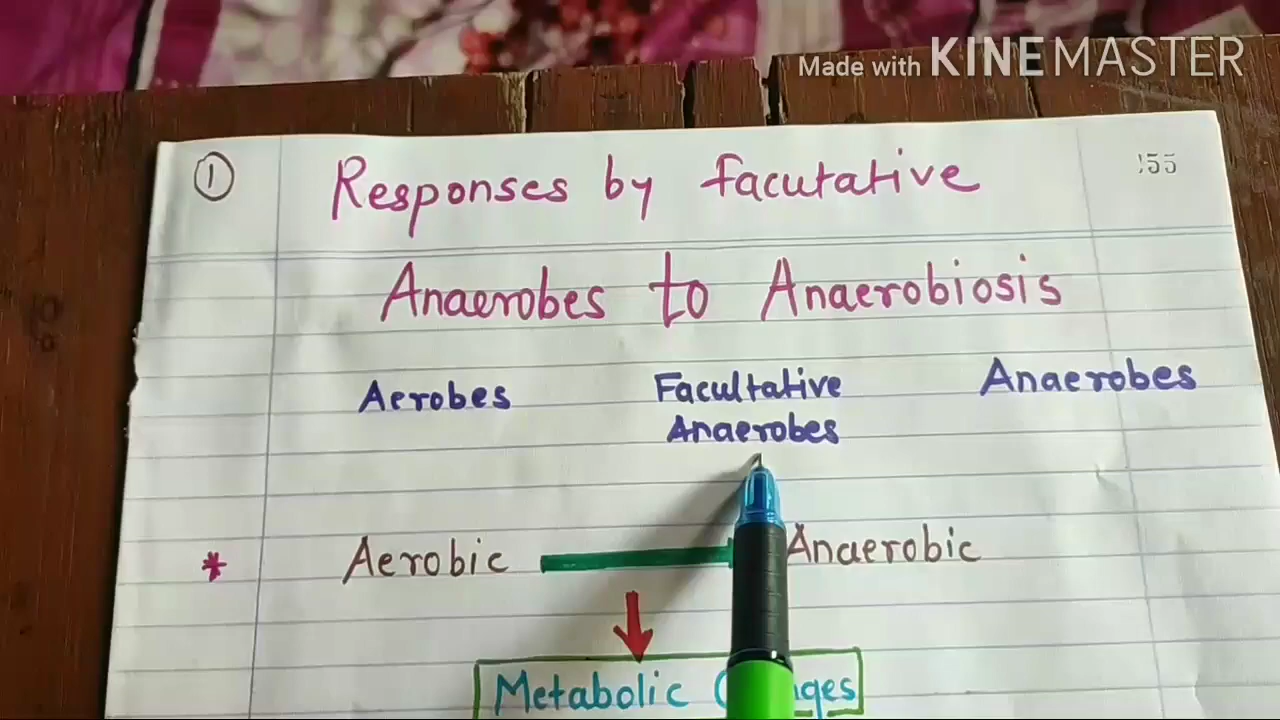 Made with KINEMASTER
1 Responses by facutative
Anaerobes to Anaerobiosis
Aerobes Facultative Anaerobes
Anaerobes
* Aerobic Anaerobic
Metabolic